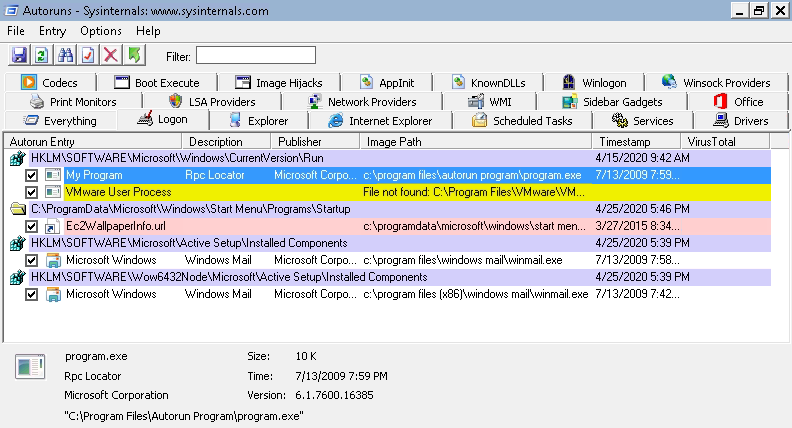 Autoruns - Sysinternals: www.sysinternals.com
File Entry Options Help
Filter:
Codecs Boot Execute Image Hijacks AppInit KnownDLLs Winlogon Winsock Providers
Print Monitors LSA Providers Network Providers WMI Sidebar Gadgets Office
Everything Logon Explorer Internet Explorer Scheduled Tasks Services Drivers
Autorun Entry Description Publisher Image Path Timestamp VirusTotal
HKLM\SOFTWARE\Microsoft\Windows\CurrentVersion\Run 4/15/2020 9:42 AM
My Program Rpc Locator Microsoft Corpo... c:\program files\autorun program\program.exe 7/13/2009 7:59...
VMware User Process File not found: C:\Program Files\VMware\VM...
C:\ProgramData\Microsoft\Windows\Start Menu\Programs\Startup 4/25/2020 5:46 PM
Ec2WallpaperInfo.url c:\programdata\microsoft\windows\start men... 3/27/2015 8:34...
HKLM\SOFTWARE\Microsoft\Active Setup\Installed Components 4/25/2020 5:39 PM
Microsoft Windows Windows Mail Microsoft Corpo... c:\program files\windows mail\winmail.exe 7/13/2009 7:58...
HKLM\SOFTWARE\Wow6432Node\Microsoft\Active Setup\Installed Components 4/25/2020 5:39 PM
Microsoft Windows Windows Mail Microsoft Corpo... c:\program files (x86)\windows mail\winmail.exe 7/13/2009 7:42...
program.exe Size: 10 K
Rpc Locator Time: 7/13/2009 7:59 PM
Microsoft Corporation Version: 6.1.7600.16385
"C:\Program Files\Autorun Program\program.exe"